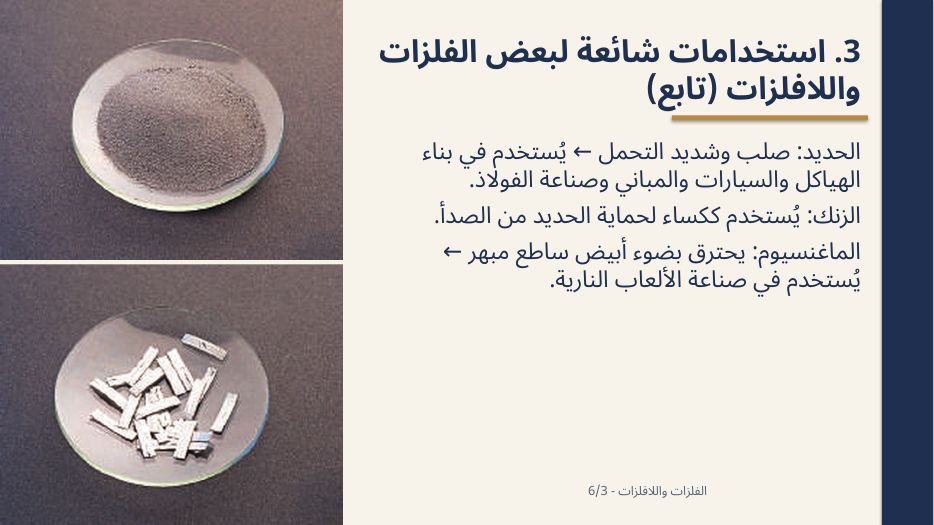 3. استخدامات شائعة لبعض الفلزات
واللافلزات (تابع)
الحديد: صلب وشديد التحمل ← يُستخدم في بناء
الهياكل والسيارات والمباني وصناعة الفولاذ.
الزنك: يُستخدم ككساء لحماية الحديد من الصدأ.
الماغنسيوم: يحترق بضوء أبيض ساطع مبهر ←
يُستخدم في صناعة الألعاب النارية.
الفلزات واللافلزات - 6/3